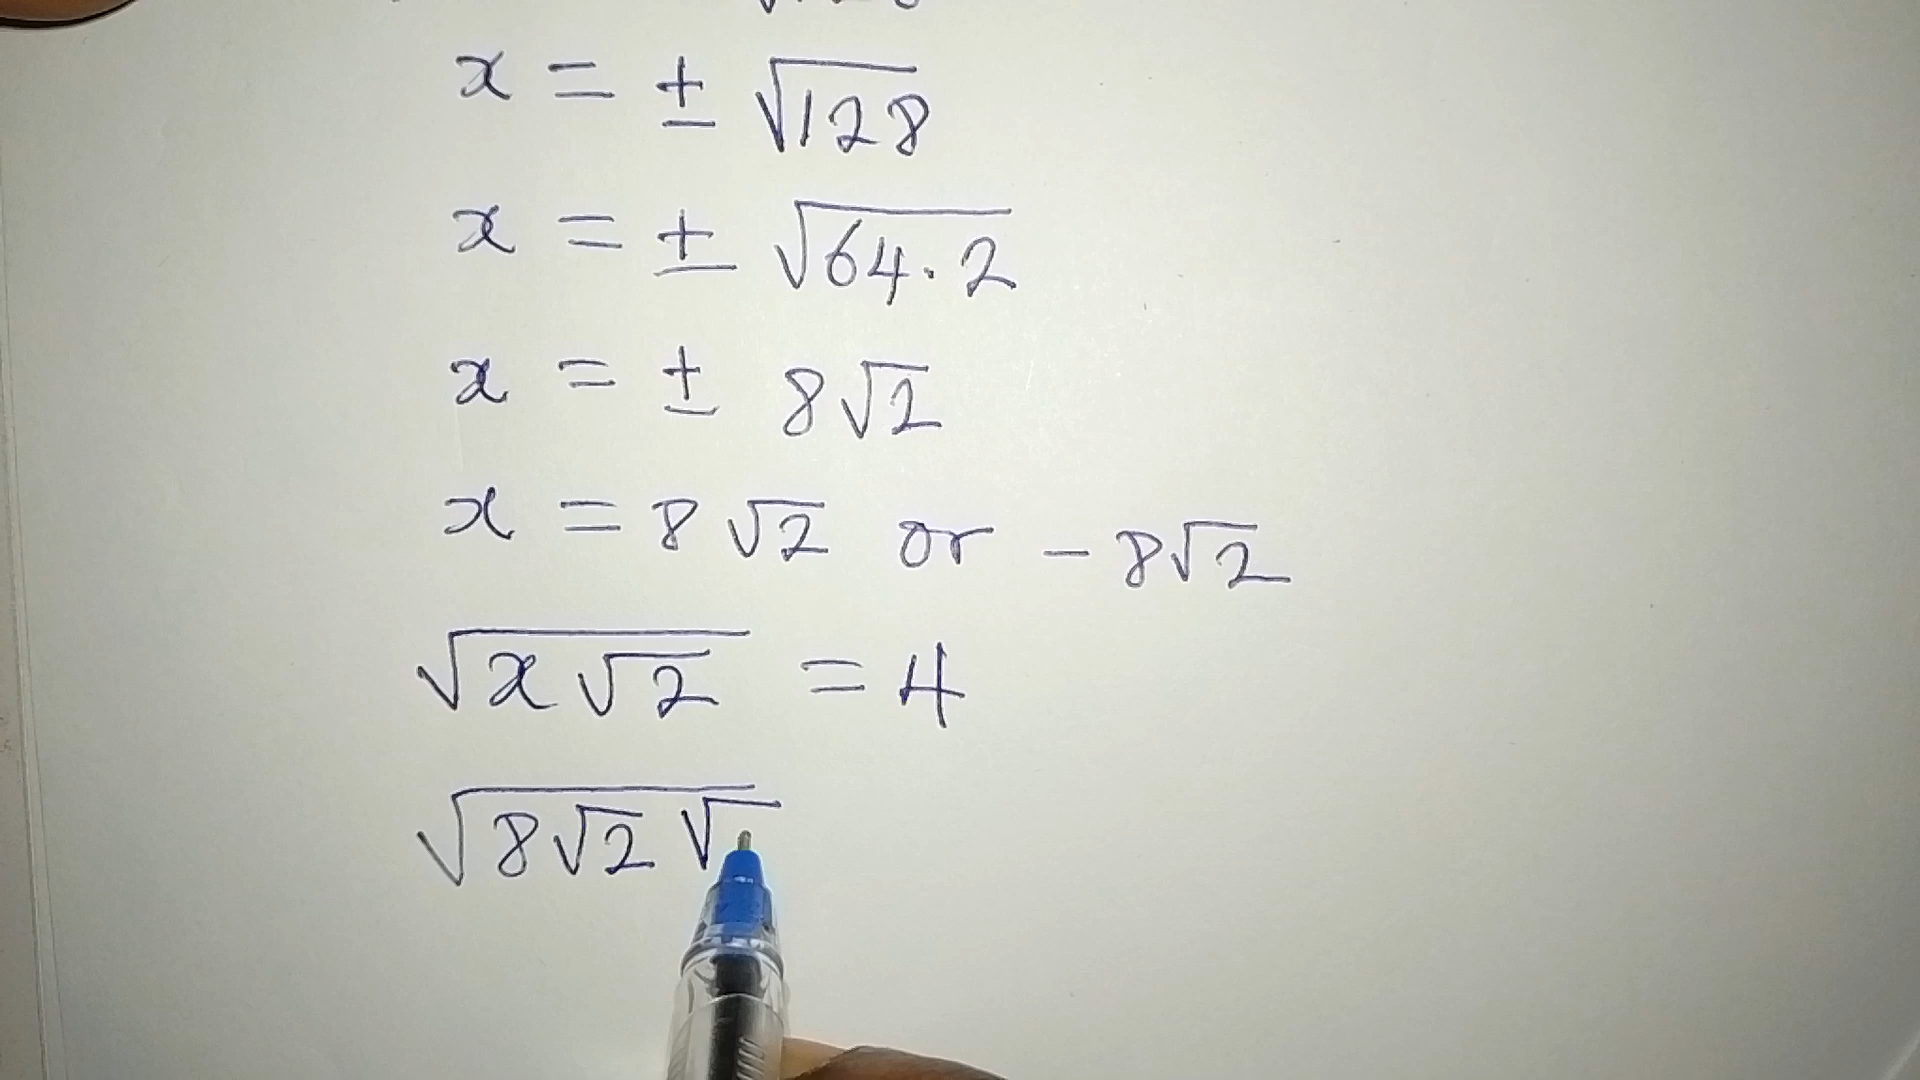 x = ± √128
x = ± √64·2
x = ± 8√2
x = 8√2 or -8√2
√x√2 = 4
√8√2 √